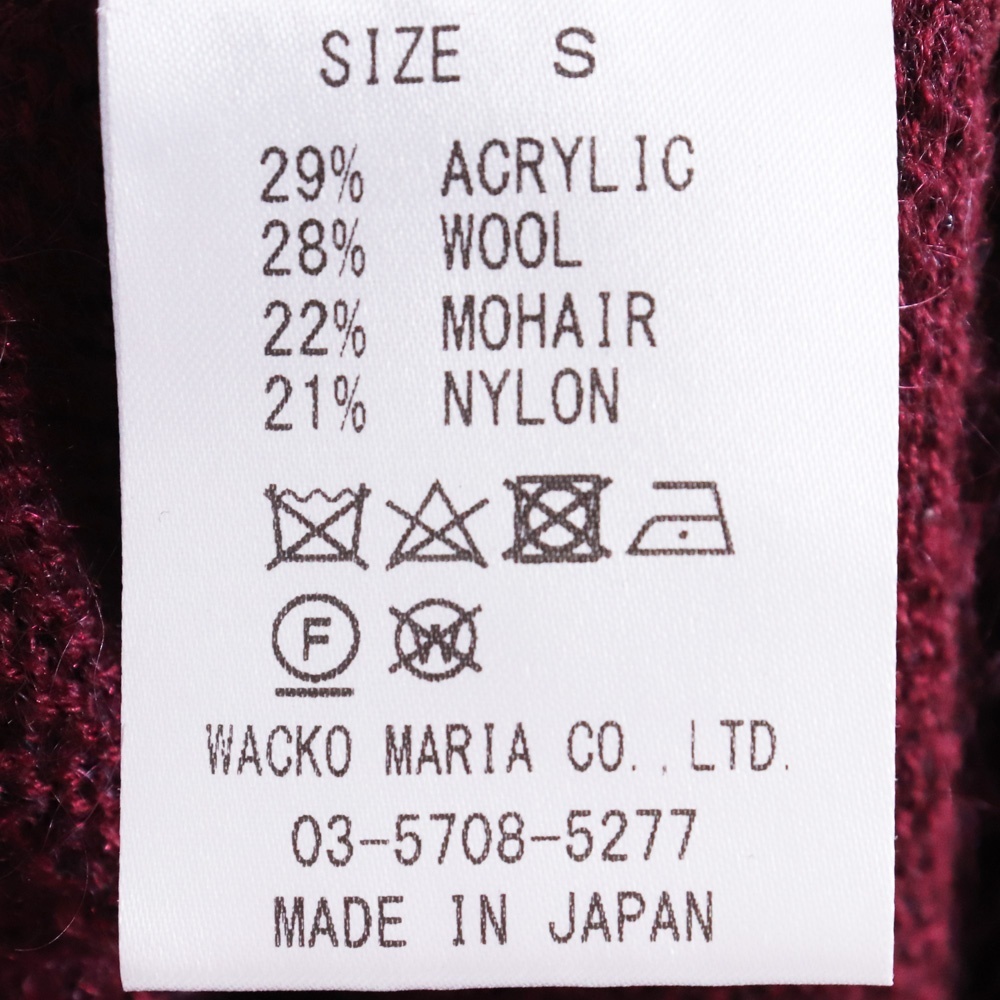 SIZE S
29% ACRYLIC
28% WOOL
22% MOHAIR
21% NYLON
F W
WACKO MARIA CO.,LTD.
03-5708-5277
MADE IN JAPAN